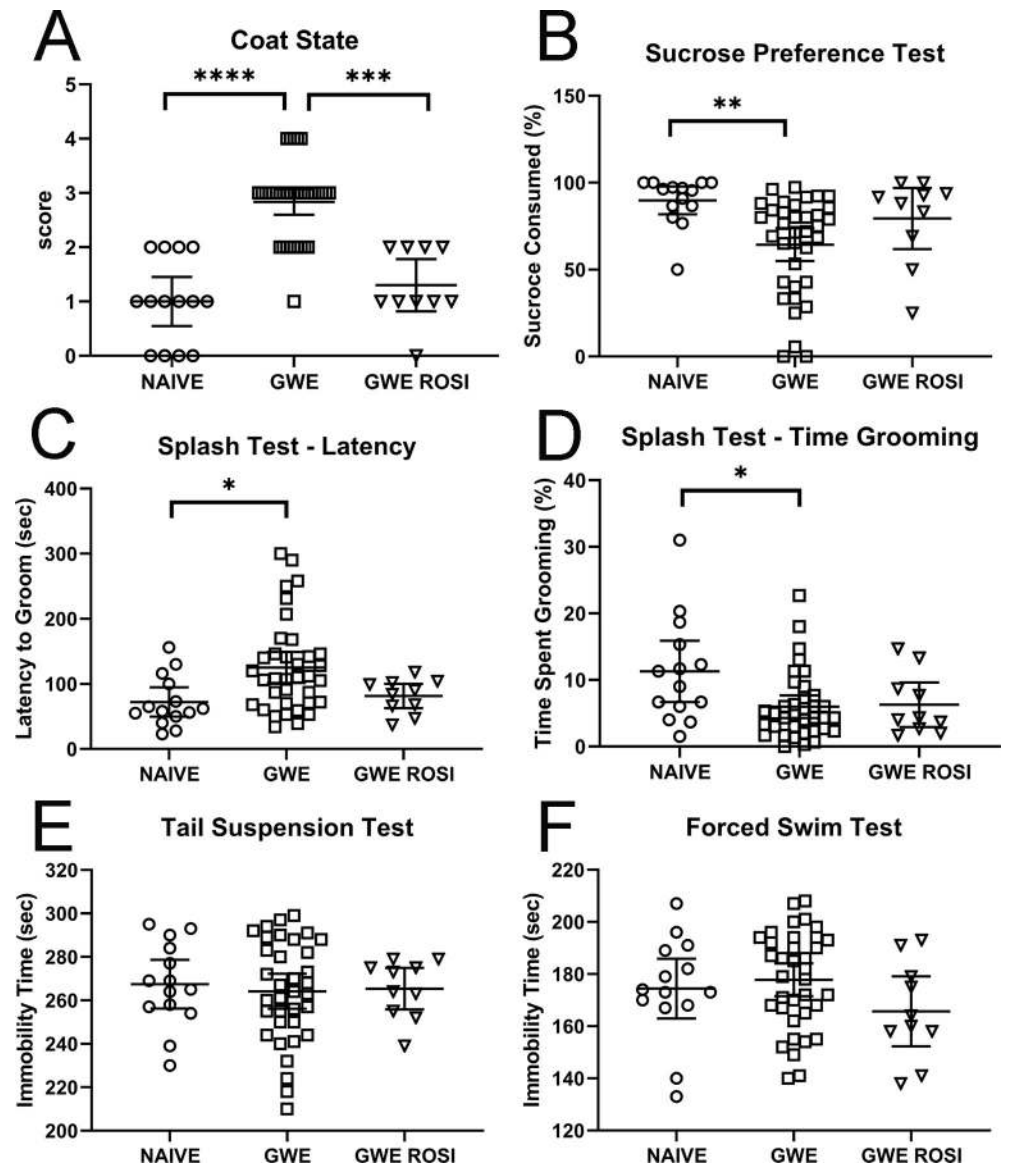 A
Coat State
****
***
5
4
3
2
1
0
score
NAIVE
GWE
GWE ROSI
B
Sucrose Preference Test
**
150
100
50
0
Sucroce Consumed (%)
NAIVE
GWE
GWE ROSI
C
Splash Test - Latency
*
400
300
200
100
0
Latency to Groom (sec)
NAIVE
GWE
GWE ROSI
D
Splash Test - Time Grooming
*
40
30
20
10
0
Time Spent Grooming (%)
NAIVE
GWE
GWE ROSI
E
Tail Suspension Test
320
300
280
260
240
220
200
Immobility Time (sec)
NAIVE
GWE
GWE ROSI
F
Forced Swim Test
220
200
180
160
140
120
Immobility Time (sec)
NAIVE
GWE
GWE ROSI